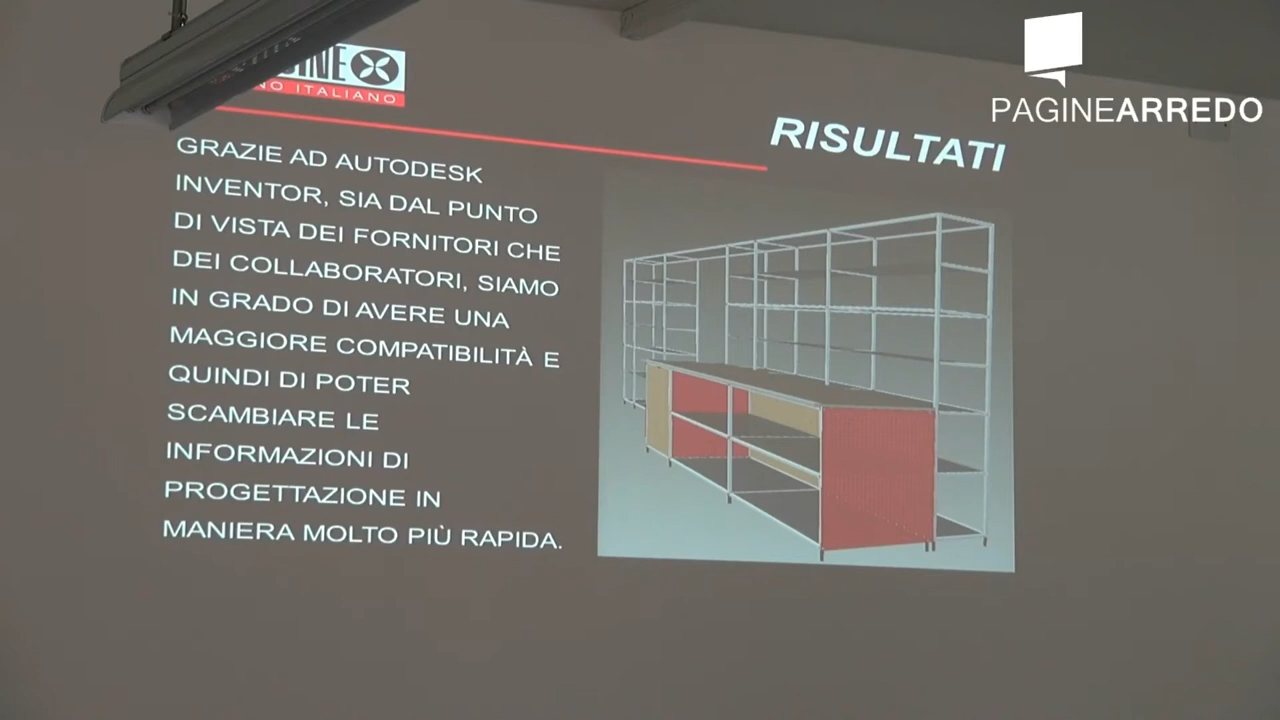 PAGINEARREDO
NO ITALIANO
RISULTATI
GRAZIE AD AUTODESK
INVENTOR, SIA DAL PUNTO
DI VISTA DEI FORNITORI CHE
DEI COLLABORATORI, SIAMO
IN GRADO DI AVERE UNA
MAGGIORE COMPATIBILITÀ E
QUINDI DI POTER
SCAMBIARE LE
INFORMAZIONI DI
PROGETTAZIONE IN
MANIERA MOLTO PIÙ RAPIDA.